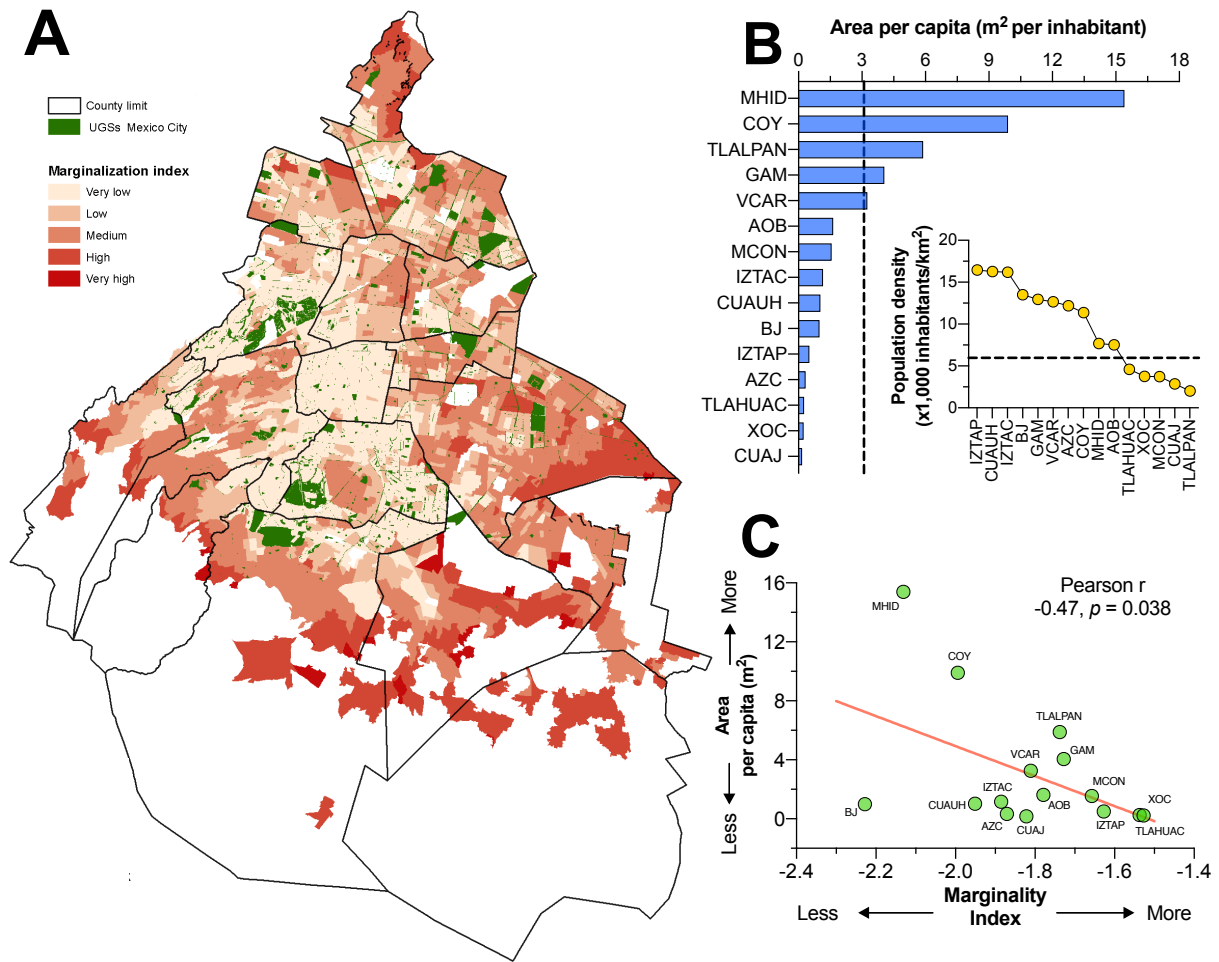 A
County limit
UGSs Mexico City
Marginalization index
Very low
Low
Medium
High
Very high
B
Area per capita (m² per inhabitant)
0 3 6 9 12 15 18
MHID
COY
TLALPAN
GAM
VCAR
AOB
MCON
IZTAC
CUAUH
BJ
IZTAP
AZC
TLAHUAC
XOC
CUAJ
Population density
(x1,000 inhabitants/km²)
20
15
10
5
0
IZTAP
CUAUH
IZTAC
BJ
GAM
VCAR
AZC
COY
MHID
AOB
TLAHUAC
XOC
MCON
CUAJ
TLALPAN
C
Pearson r
-0.47, p = 0.038
Less Area More
per capita (m²)
16
12
8
4
0
MHID
COY
TLALPAN
VCAR
GAM
MCON
IZTAC
XOC
CUAUH
AOB
BJ
AZC
CUAJ
IZTAP
TLAHUAC
-2.4 -2.2 -2.0 -1.8 -1.6 -1.4
Less Marginality More
Index